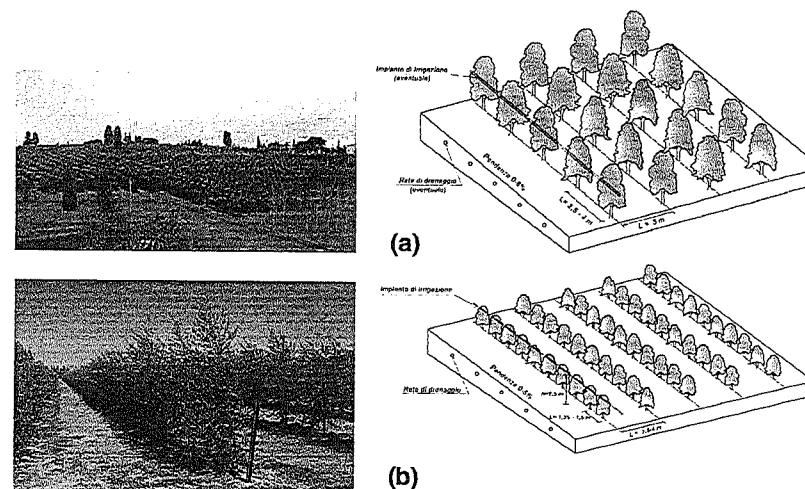 Impianto di irrigazione
(eventuale)
Rete di drenaggio
(eventuale)
Pendenza 0.5%
L = 5 m
(a)
Impianto di irrigazione
Rete di drenaggio
Pendenza 0.5%
(b)